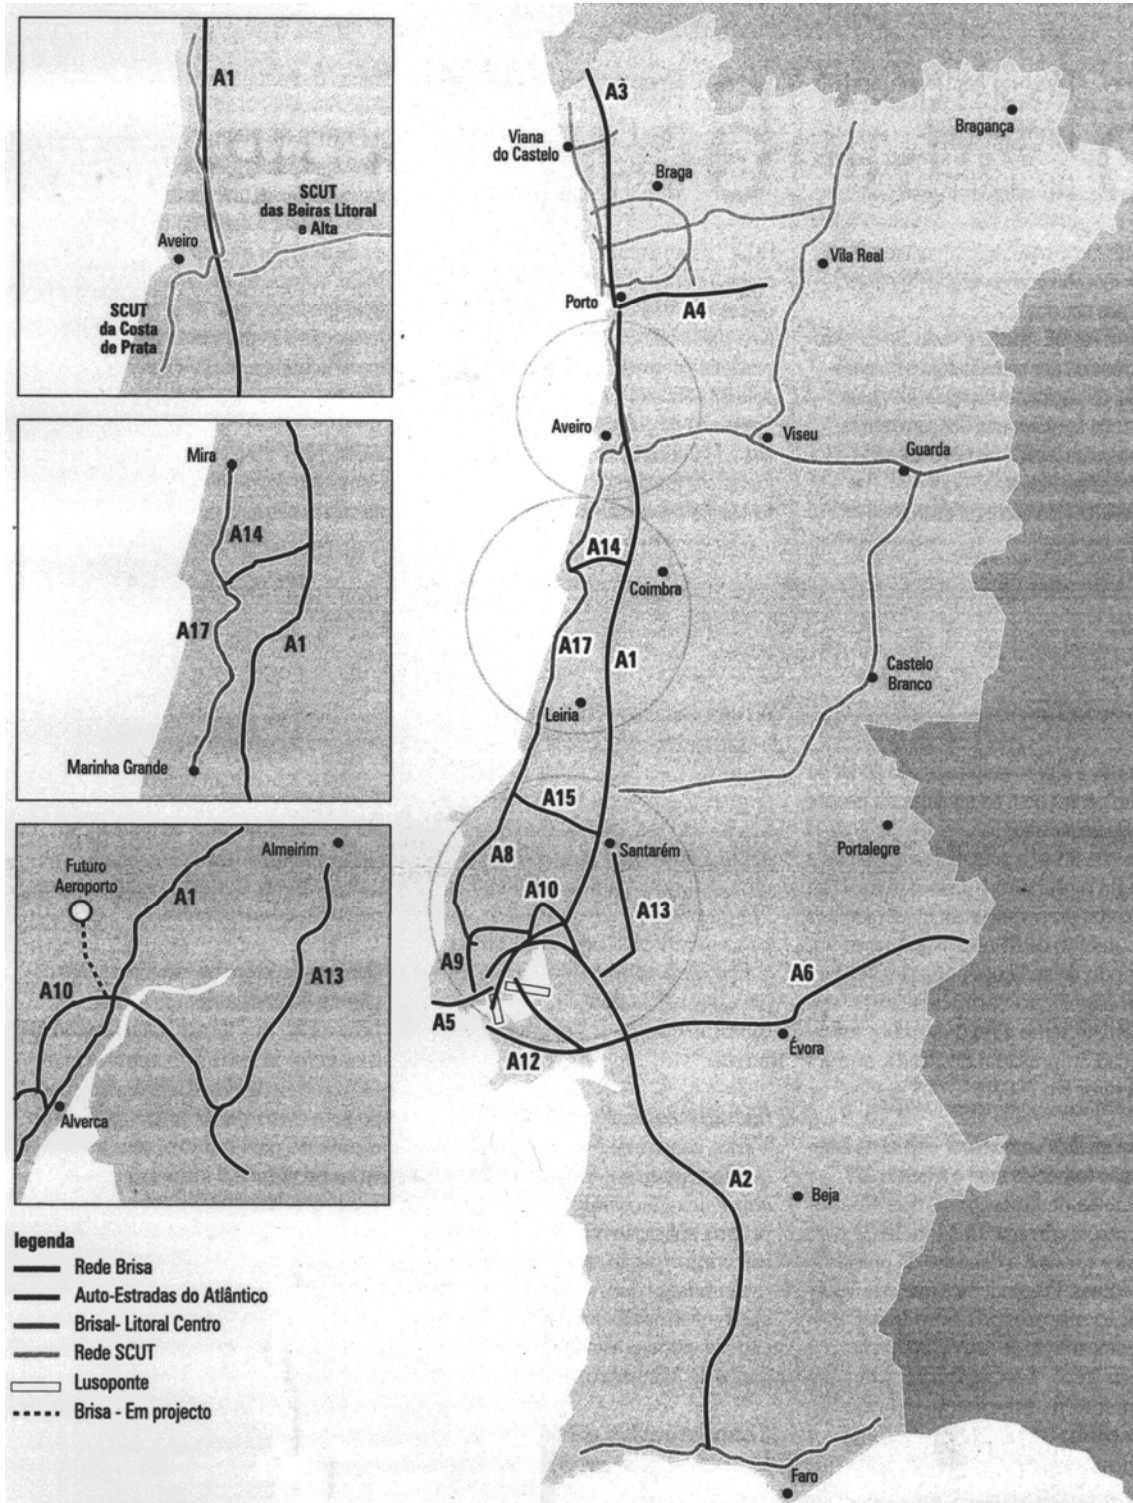 A1
SCUT
das Beiras Litoral
e Alta
Aveiro
SCUT
da Costa
de Prata
Mira
A14
A17
A1
Marinha Grande
Almeirim
Futuro
Aeroporto
A1
A13
A10
Alverca
legenda
Rede Brisa
Auto-Estradas do Atlântico
Brisal- Litoral Centro
Rede SCUT
Lusoponte
Brisa - Em projecto
A3
Bragança
Viana
do Castelo
Braga
Vila Real
Porto
A4
Aveiro
Viseu
Guarda
A14
Coimbra
A17
A1
Castelo
Branco
Leiria
A15
Portalegre
A8
Santarém
A10
A13
A9
A6
A5
Évora
A12
A2
Beja
Faro